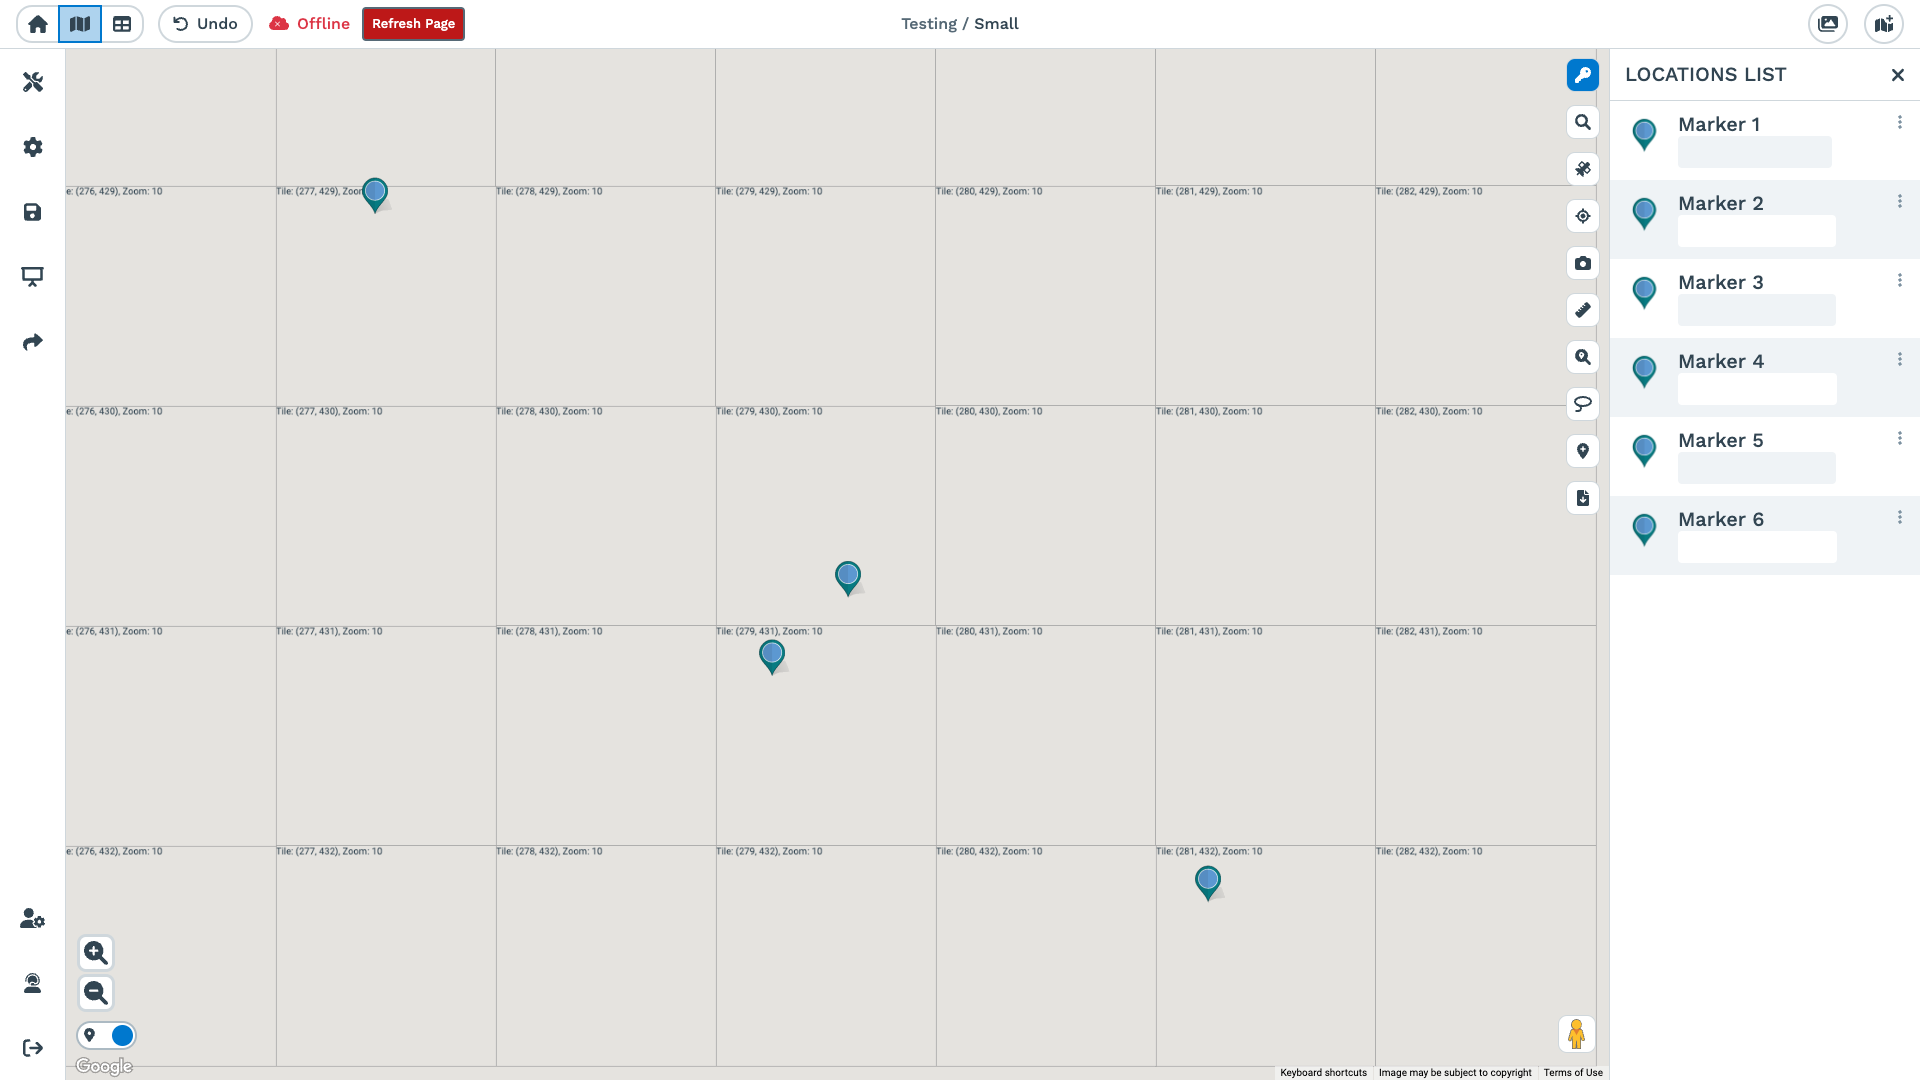 Undo
Offline
Refresh Page
Testing / Small
LOCATIONS LIST
Marker 1
Marker 2
Marker 3
Marker 4
Marker 5
Marker 6
e: (276, 429), Zoom: 10
Tile: (277, 429), Zoo
Tile: (278, 429), Zoom: 10
Tile: (279, 429), Zoom: 10
Tile: (280, 429), Zoom: 10
Tile: (281, 429), Zoom: 10
Tile: (282, 429), Zoom: 10
e: (276, 430), Zoom: 10
Tile: (277, 430), Zoom: 10
Tile: (278, 430), Zoom: 10
Tile: (279, 430), Zoom: 10
Tile: (280, 430), Zoom: 10
Tile: (281, 430), Zoom: 10
Tile: (282, 430), Zoom: 10
e: (276, 431), Zoom: 10
Tile: (277, 431), Zoom: 10
Tile: (278, 431), Zoom: 10
Tile: (279, 431), Zoom: 10
Tile: (280, 431), Zoom: 10
Tile: (281, 431), Zoom: 10
Tile: (282, 431), Zoom: 10
e: (276, 432), Zoom: 10
Tile: (277, 432), Zoom: 10
Tile: (278, 432), Zoom: 10
Tile: (279, 432), Zoom: 10
Tile: (280, 432), Zoom: 10
Tile: (281, 432), Zoom: 10
Tile: (282, 432), Zoom: 10
Google
Keyboard shortcuts
Image may be subject to copyright
Terms of Use